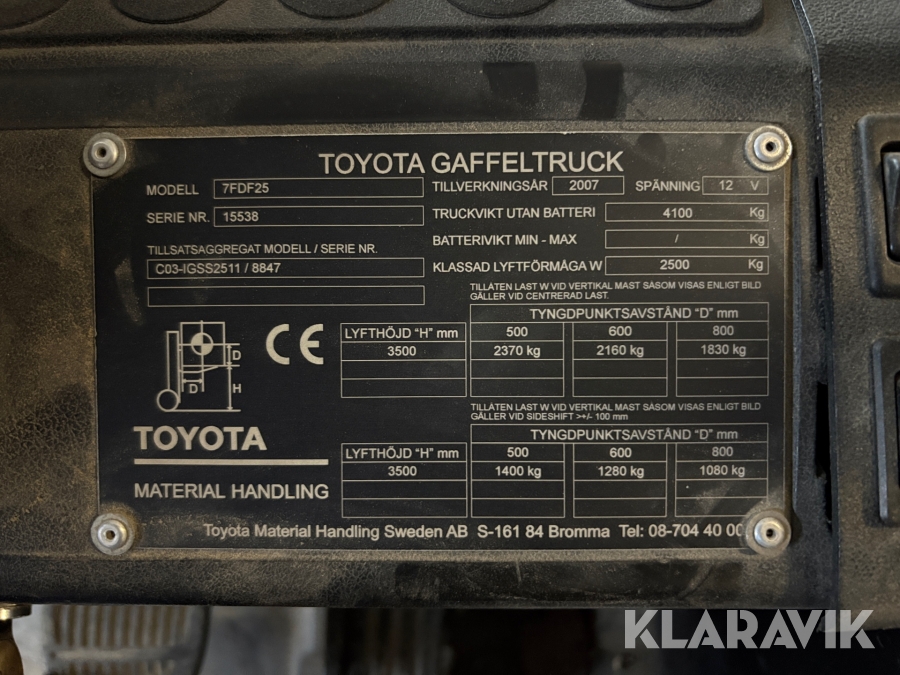 TOYOTA GAFFELTRUCK
MODELL 7FDF25 TILLVERKNINGSÅR 2007 SPÄNNING 12 V
SERIE NR. 15538 TRUCKVIKT UTAN BATTERI 4100 Kg
BATTERIVIKT MIN - MAX / Kg
TILLSATSAGGREGAT MODELL / SERIE NR.
C03-IGSS2511 / 8847 KLASSAD LYFTFÖRMÅGA W 2500 Kg
TILLÅTEN LAST W VID VERTIKAL MAST SÅSOM VISAS ENLIGT BILD
GÄLLER VID CENTRERAD LAST.
TYNGDPUNKTSAVSTÅND "D" mm
LYFTHÖJD "H" mm 500 600 800
3500 2370 kg 2160 kg 1830 kg
D
D H
CE
TILLÅTEN LAST W VID VERTIKAL MAST SÅSOM VISAS ENLIGT BILD
GÄLLER VID SIDESHIFT >+/- 100 mm
TYNGDPUNKTSAVSTÅND "D" mm
LYFTHÖJD "H" mm 500 600 800
3500 1400 kg 1280 kg 1080 kg
TOYOTA
MATERIAL HANDLING
Toyota Material Handling Sweden AB S-161 84 Bromma Tel: 08-704 40 00
KLARAVIK